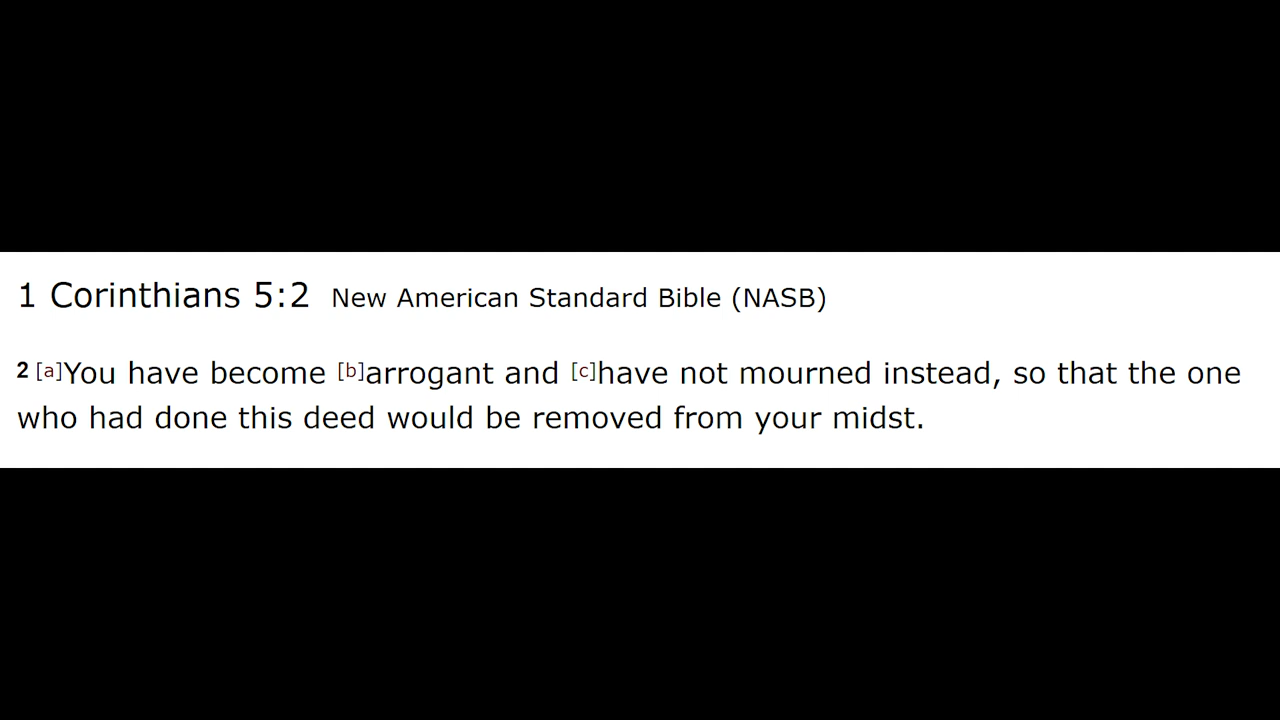 1 Corinthians 5:2 New American Standard Bible (NASB)
2 [a]You have become [b]arrogant and [c]have not mourned instead, so that the one
who had done this deed would be removed from your midst.